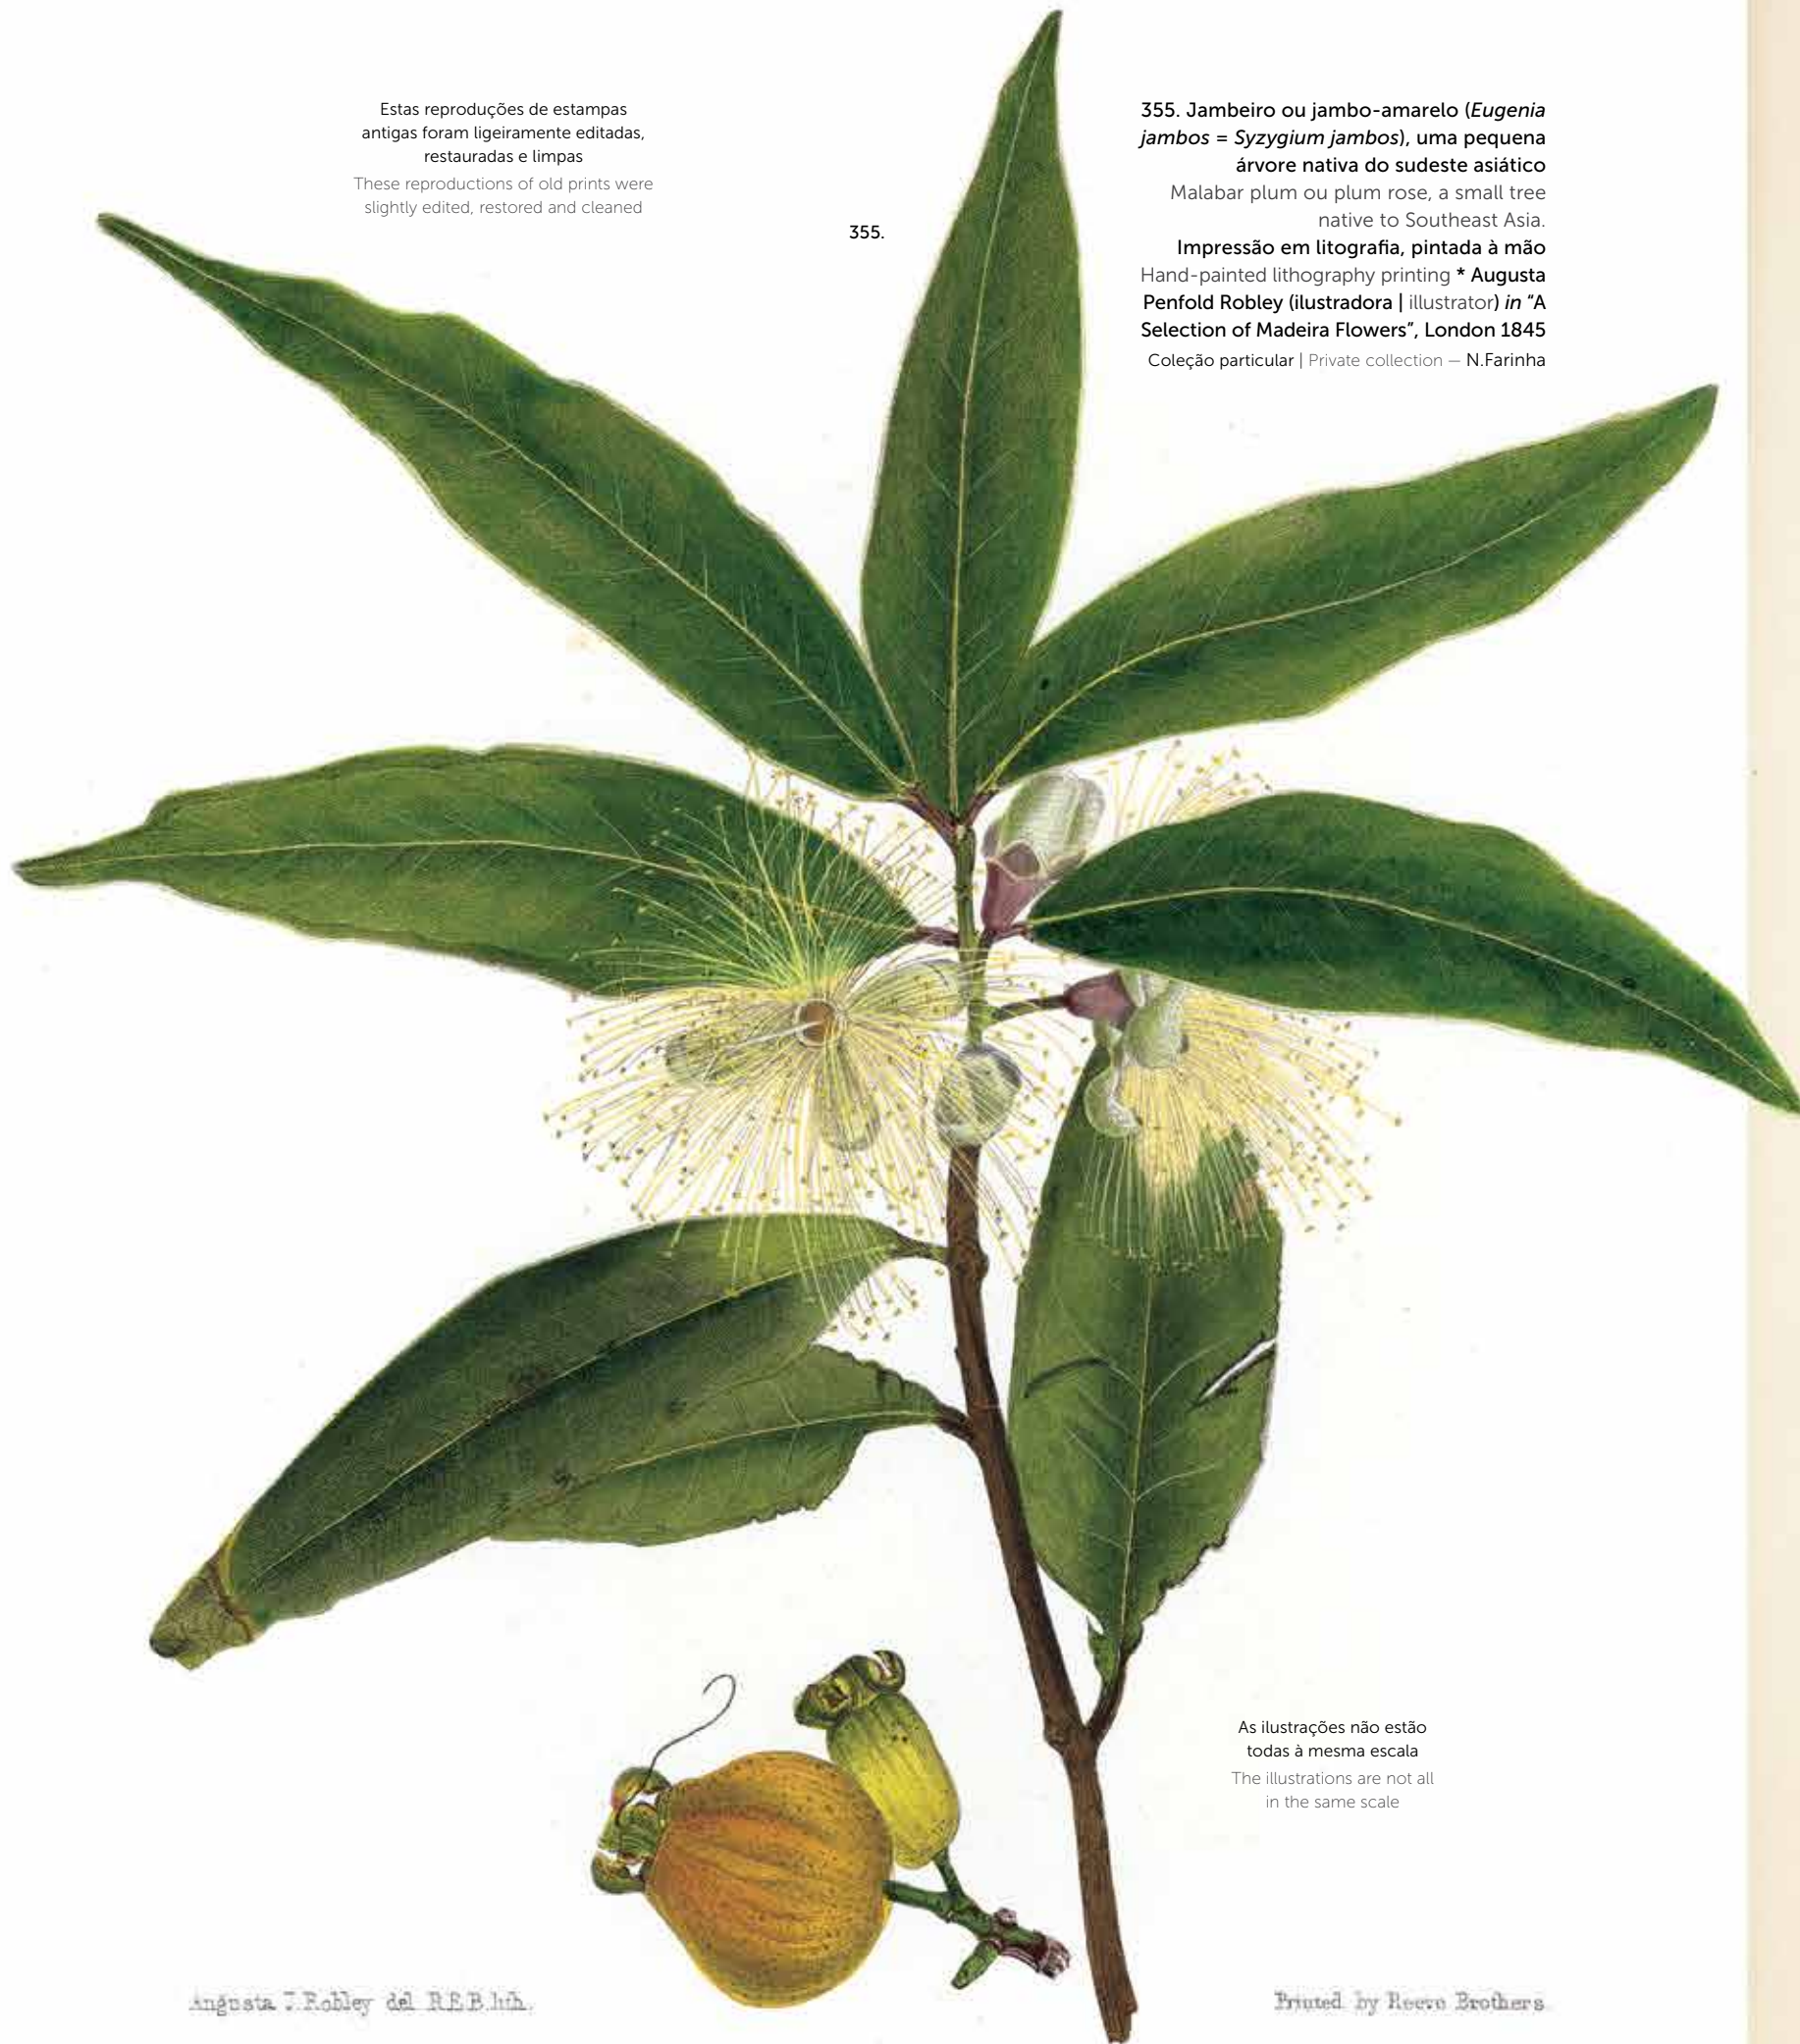 Estas reproduções de estampas
antigas foram ligeiramente editadas,
restauradas e limpas
These reproductions of old prints were
slightly edited, restored and cleaned
355.
355. Jambeiro ou jambo-amarelo (Eugenia
jambos = Syzygium jambos), uma pequena
árvore nativa do sudeste asiático
Malabar plum ou plum rose, a small tree
native to Southeast Asia.
Impressão em litografia, pintada à mão
Hand-painted lithography printing * Augusta
Penfold Robley (ilustradora | illustrator) in “A
Selection of Madeira Flowers”, London 1845
Coleção particular | Private collection — N.Farinha
As ilustrações não estão
todas à mesma escala
The illustrations are not all
in the same scale
Augusta J. Robley del R.E.B. lith.
Printed by Reeve Brothers